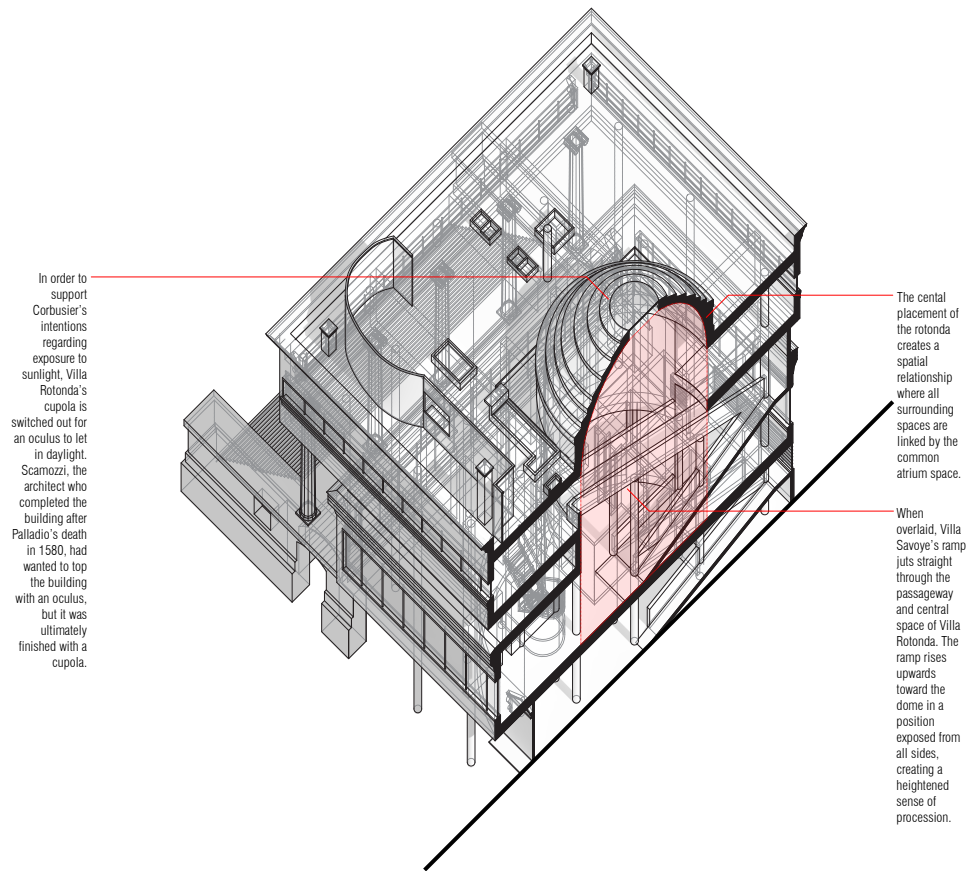 In order to
support
Corbusier’s
intentions
regarding
exposure to
sunlight, Villa
Rotonda’s
cupola is
switched out for
an oculus to let
in daylight.
Scamozzi, the
architect who
completed the
building after
Palladio’s death
in 1580, had
wanted to top
the building
with an oculus,
but it was
ultimately
finished with a
cupola.
The cental
placement of
the rotonda
creates a
spatial
relationship
where all
surrounding
spaces are
linked by the
common
atrium space.
When
overlaid, Villa
Savoye’s ramp
juts straight
through the
passageway
and central
space of Villa
Rotonda. The
ramp rises
upwards
toward the
dome in a
position
exposed from
all sides,
creating a
heightened
sense of
procession.